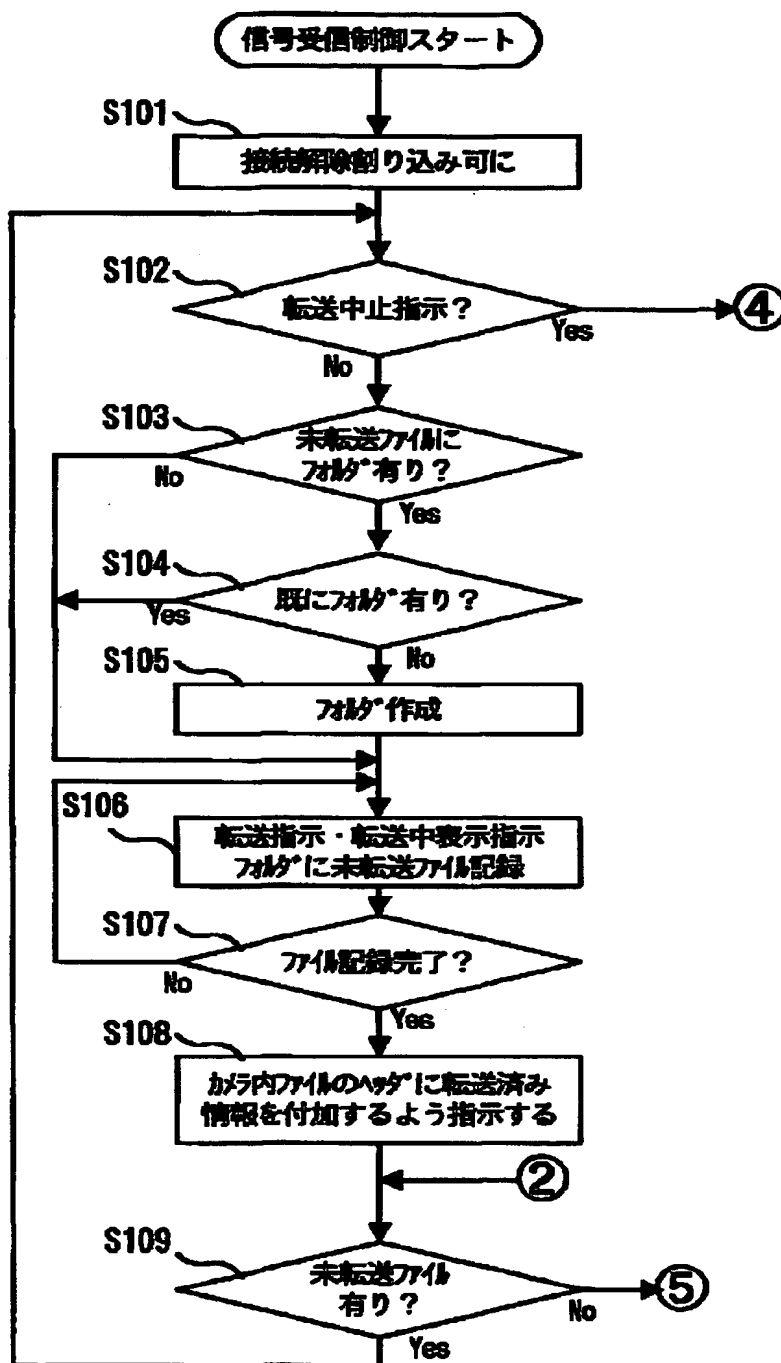 信号受信制御スタート
S101
接続解除割り込み可に
S102
転送中止指示？
Yes
④
No
S103
未転送ファイルに
フォルダ有り？
No
Yes
S104
既にフォルダ有り？
Yes
No
S105
フォルダ作成
S106
転送指示・転送中表示指示
フォルダに未転送ファイル記録
S107
ファイル記録完了？
No
Yes
S108
カメラ内ファイルのヘッダに転送済み
情報を付加するよう指示する
②
S109
未転送ファイル
有り？
No
⑤
Yes